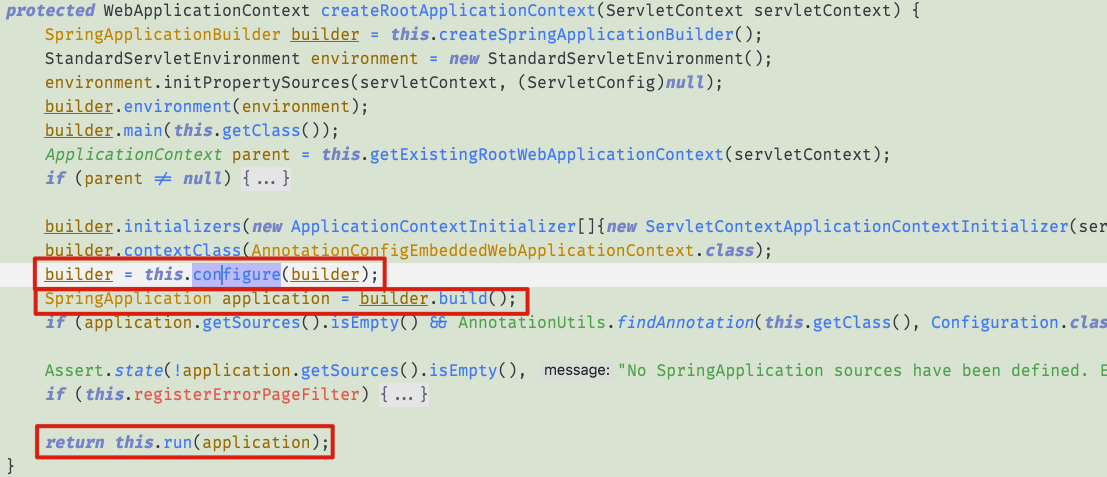 protected WebApplicationContext createRootApplicationContext(ServletContext servletContext) {
SpringApplicationBuilder builder = this.createSpringApplicationBuilder();
StandardServletEnvironment environment = new StandardServletEnvironment();
environment.initPropertySources(servletContext, (ServletConfig)null);
builder.environment(environment);
builder.main(this.getClass());
ApplicationContext parent = this.getExistingRootWebApplicationContext(servletContext);
if (parent ≠ null) {...}
builder.initializers(new ApplicationContextInitializer[]{new ServletContextApplicationContextInitializer(ser
builder.contextClass(AnnotationConfigEmbeddedWebApplicationContext.class);
builder = this.configure(builder);
SpringApplication application = builder.build();
if (application.getSources().isEmpty() && AnnotationUtils.findAnnotation(this.getClass(), Configuration.clas
Assert.state(!application.getSources().isEmpty(), message: "No SpringApplication sources have been defined. E
if (this.registerErrorPageFilter) {...}
return this.run(application);
}